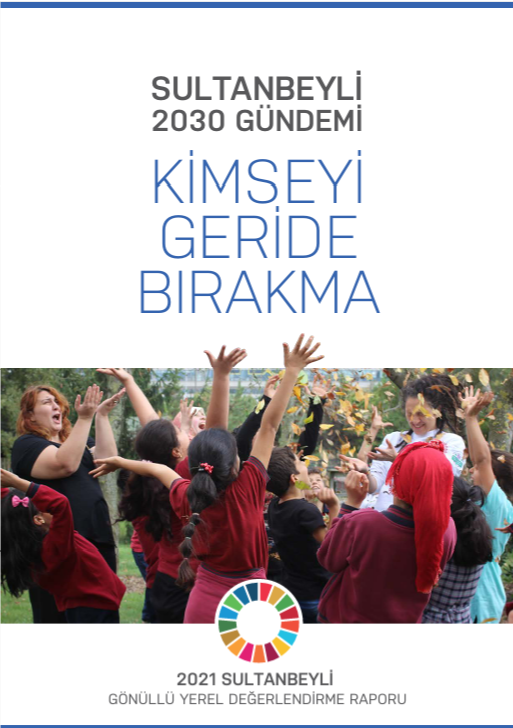 SULTANBEYLİ
2030 GÜNDEMİ
KİMSEYİ
GERİDE
BIRAKMA
2021 SULTANBEYLİ
GÖNÜLLÜ YEREL DEĞERLENDİRME RAPORU